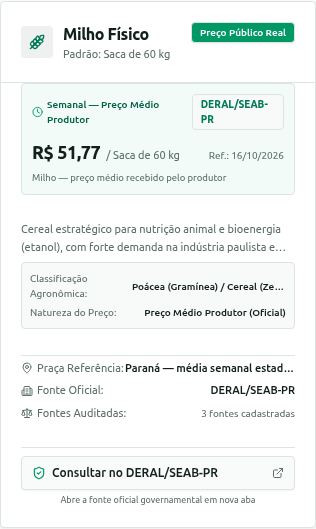 Milho Físico
Preço Público Real
Padrão: Saca de 60 kg
Semanal — Preço Médio
Produtor
DERAL/SEAB-
PR
R$ 51,77 / Saca de 60 kg
Ref.: 16/10/2026
Milho — preço médio recebido pelo produtor
Cereal estratégico para nutrição animal e bioenergia
(etanol), com forte demanda na indústria paulista e...
Classificação
Agronômica:
Poácea (Gramínea) / Cereal (Ze...
Natureza do Preço:
Preço Médio Produtor (Oficial)
Praça Referência: Paraná — média semanal estad...
Fonte Oficial:
DERAL/SEAB-PR
Fontes Auditadas:
3 fontes cadastradas
Consultar no DERAL/SEAB-PR
Abre a fonte oficial governamental em nova aba